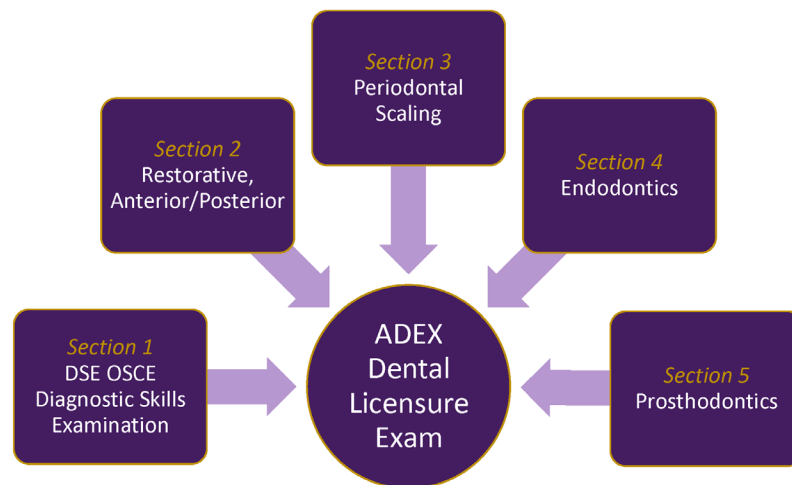 Section 1
DSE OSCE
Diagnostic Skills
Examination
Section 2
Restorative,
Anterior/Posterior
Section 3
Periodontal
Scaling
Section 4
Endodontics
Section 5
Prosthodontics
ADEX
Dental
Licensure
Exam